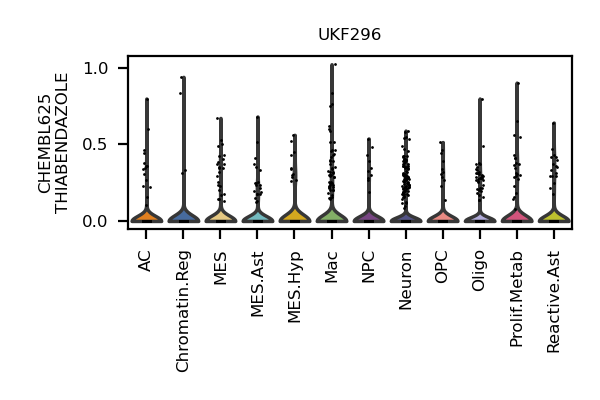 UKF296
CHEMBL625
THIABENDAZOLE
1.0
0.5
0.0
AC
Chromatin.Reg
MES
MES.Ast
MES.Hyp
Mac
NPC
Neuron
OPC
Oligo
Prolif.Metab
Reactive.Ast